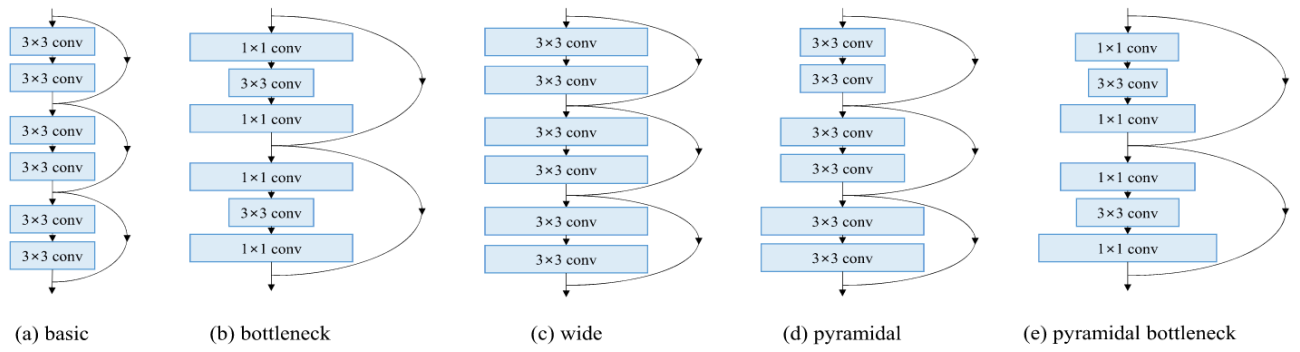 3×3 conv
3×3 conv
3×3 conv
3×3 conv
3×3 conv
3×3 conv
(a) basic
1×1 conv
3×3 conv
1×1 conv
1×1 conv
3×3 conv
1×1 conv
(b) bottleneck
3×3 conv
3×3 conv
3×3 conv
3×3 conv
3×3 conv
3×3 conv
(c) wide
3×3 conv
3×3 conv
3×3 conv
3×3 conv
3×3 conv
3×3 conv
(d) pyramidal
1×1 conv
3×3 conv
1×1 conv
1×1 conv
3×3 conv
1×1 conv
(e) pyramidal bottleneck